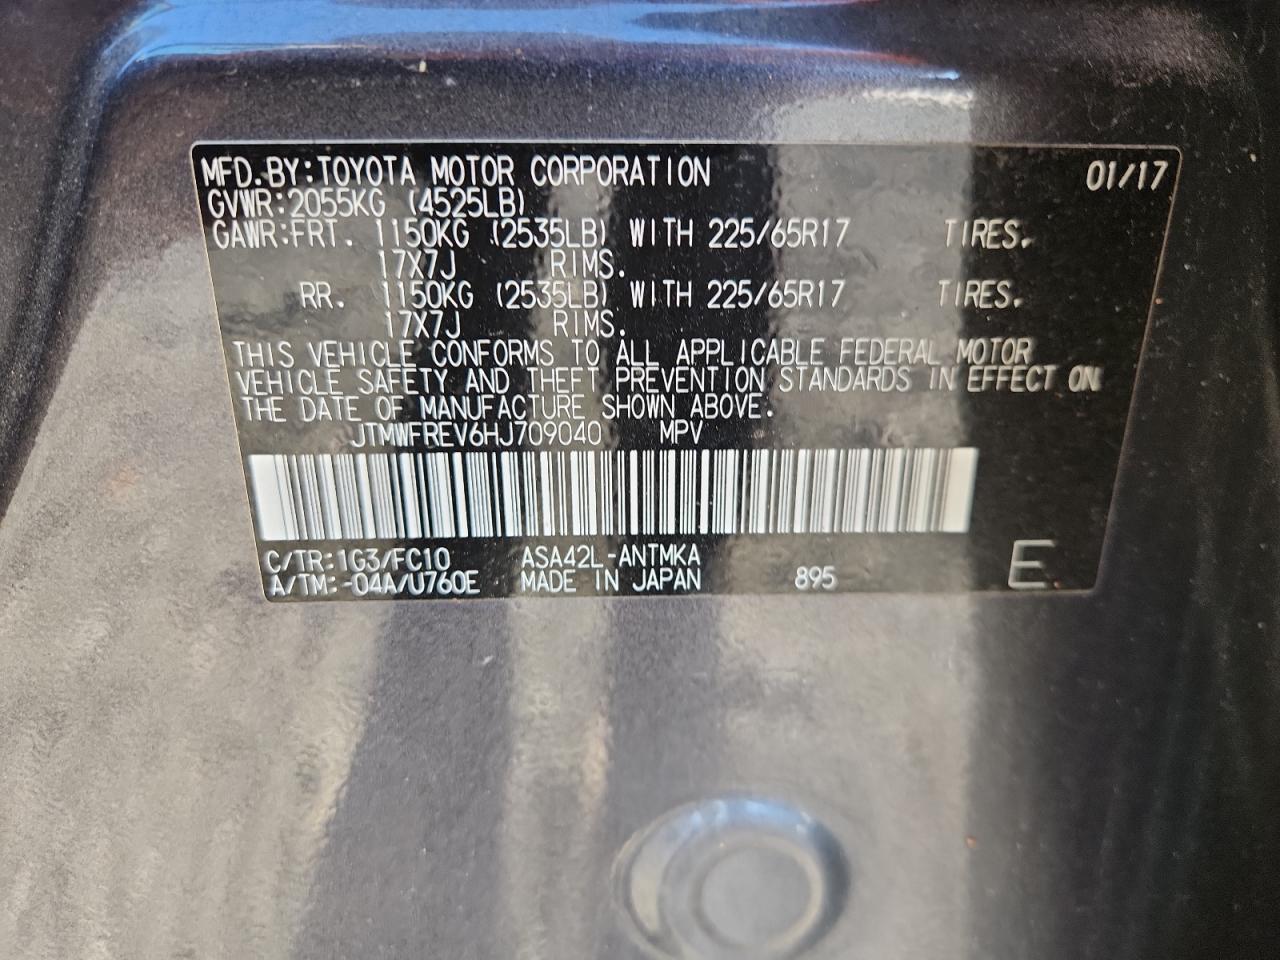 MFD.BY:TOYOTA MOTOR CORPORATION 01/17
GVWR:2055KG (4525LB)
GAWR:FRT. 1150KG (2535LB) WITH 225/65R17 TIRES.
17X7J RIMS.
RR. 1150KG (2535LB) WITH 225/65R17 TIRES.
17X7J RIMS.
THIS VEHICLE CONFORMS TO ALL APPLICABLE FEDERAL MOTOR
VEHICLE SAFETY AND THEFT PREVENTION STANDARDS IN EFFECT ON
THE DATE OF MANUFACTURE SHOWN ABOVE.
JTMWFREV6HJ709040 MPV
C/TR:1G3/FC10 ASA42L-ANTMKA
A/TM:-04A/U760E MADE IN JAPAN 895 E